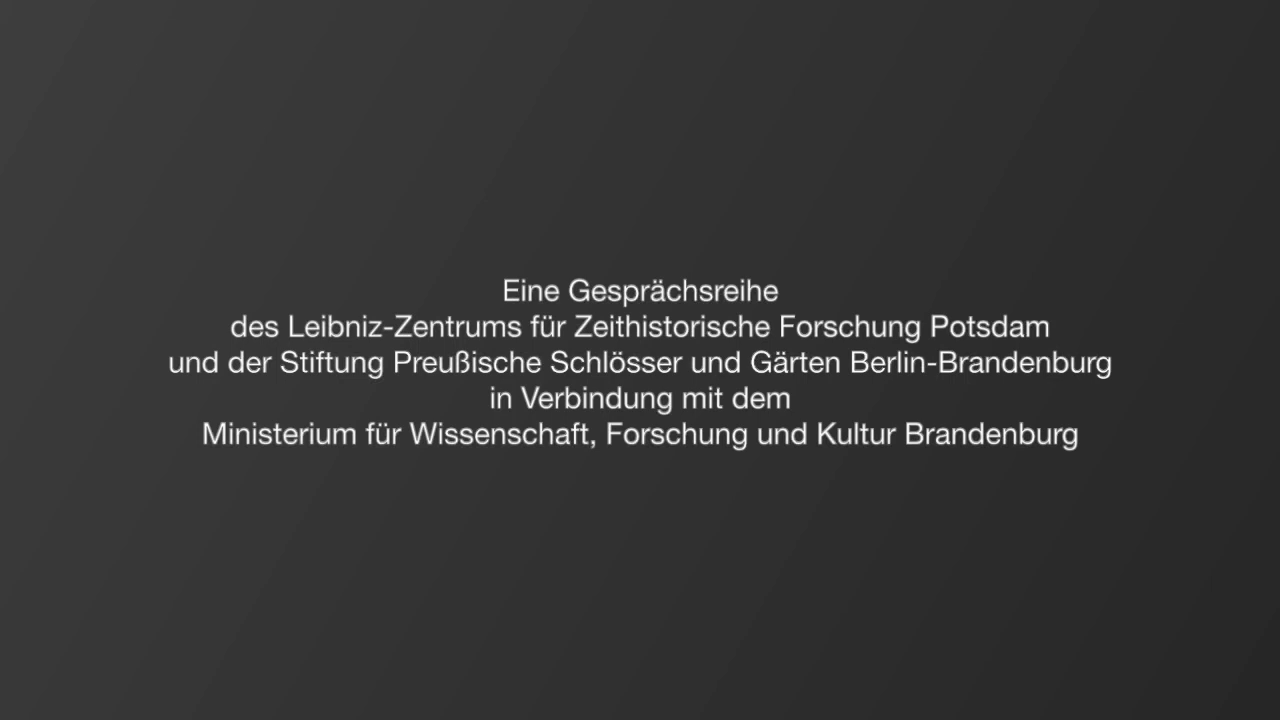 Eine Gesprächsreihe
des Leibniz-Zentrums für Zeithistorische Forschung Potsdam
und der Stiftung Preußische Schlösser und Gärten Berlin-Brandenburg
in Verbindung mit dem
Ministerium für Wissenschaft, Forschung und Kultur Brandenburg